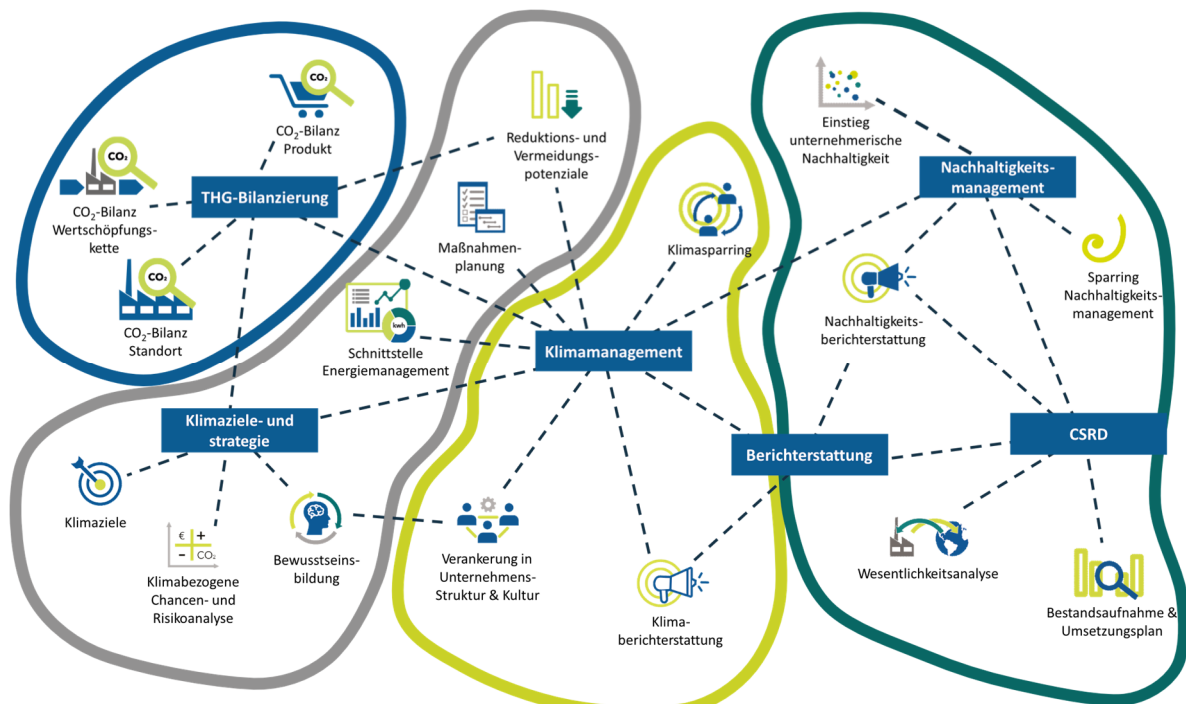 CO₂
CO₂-Bilanz
Produkt
CO₂
CO₂-Bilanz
Wertschöpfungs-
kette
THG-Bilanzierung
CO₂
CO₂-Bilanz
Standort
Reduktions- und
Vermeidungs-
potenziale
Maßnahmen-
planung
kwh
Schnittstelle
Energiemanagement
Klimasparring
Klimamanagement
Einstieg
unternehmerische
Nachhaltigkeit
Nachhaltigkeits-
management
Sparring
Nachhaltigkeits-
management
Nachhaltigkeits-
berichterstattung
Klimaziele- und
strategie
Klimaziele
€ +
- CO₂
Klimabezogene
Chancen- und
Risikoanalyse
Bewusstseins-
bildung
Verankerung in
Unternehmens-
Struktur & Kultur
Klima-
berichterstattung
Berichterstattung
CSRD
Wesentlichkeitsanalyse
Bestandsaufnahme &
Umsetzungsplan